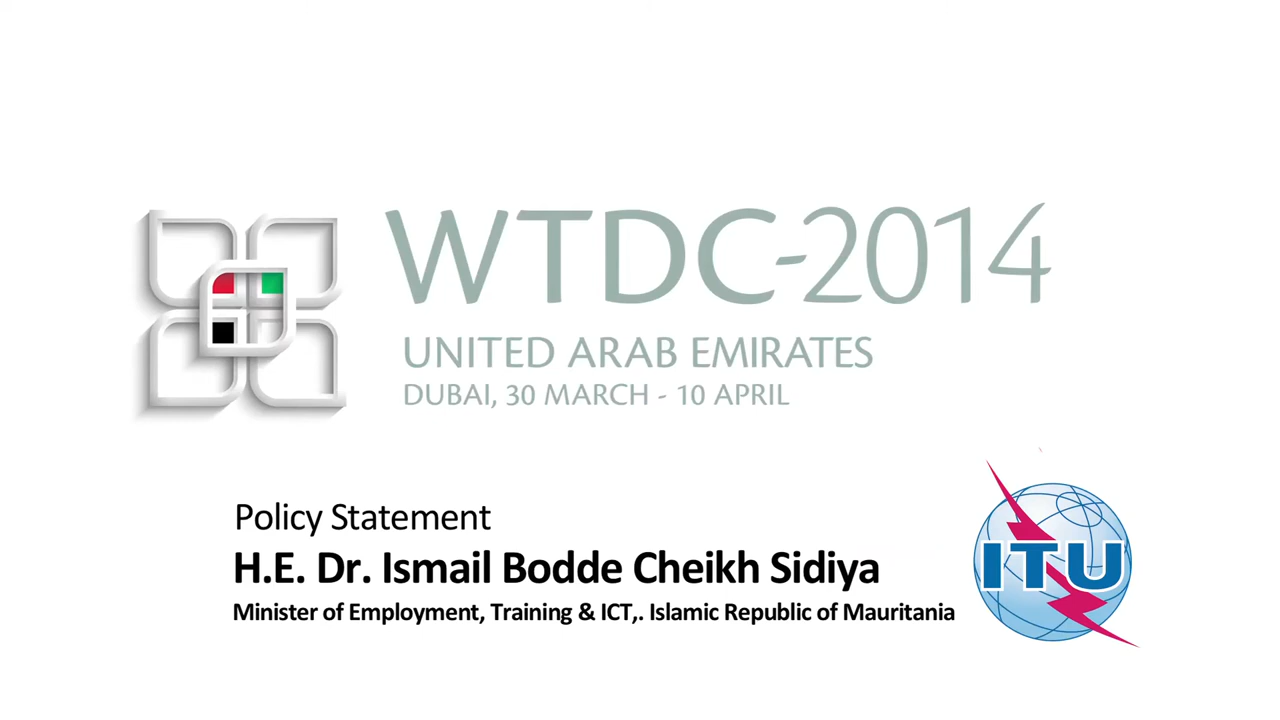 WTDC-2014
UNITED ARAB EMIRATES
DUBAI, 30 MARCH - 10 APRIL
Policy Statement
H.E. Dr. Ismail Bodde Cheikh Sidiya
Minister of Employment, Training & ICT,. Islamic Republic of Mauritania
ITU